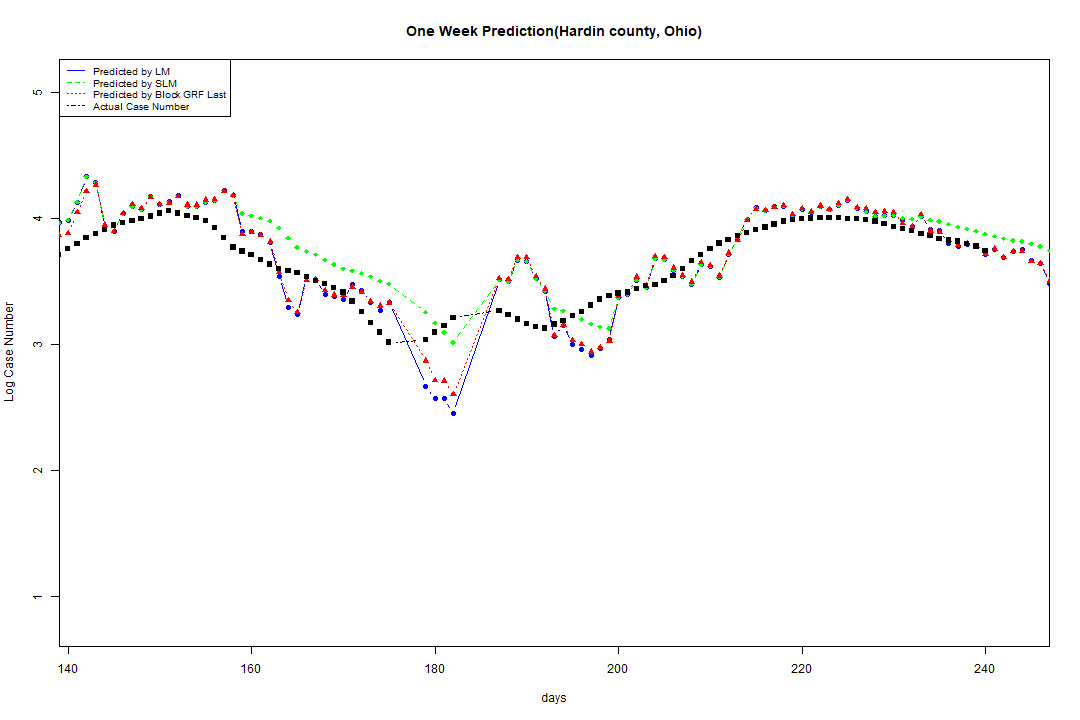 One Week Prediction(Hardin county, Ohio)
Predicted by LM
Predicted by SLM
Predicted by Block GRF Last
Actual Case Number
5
4
3
2
1
Log Case Number
140 160 180 200 220 240
days